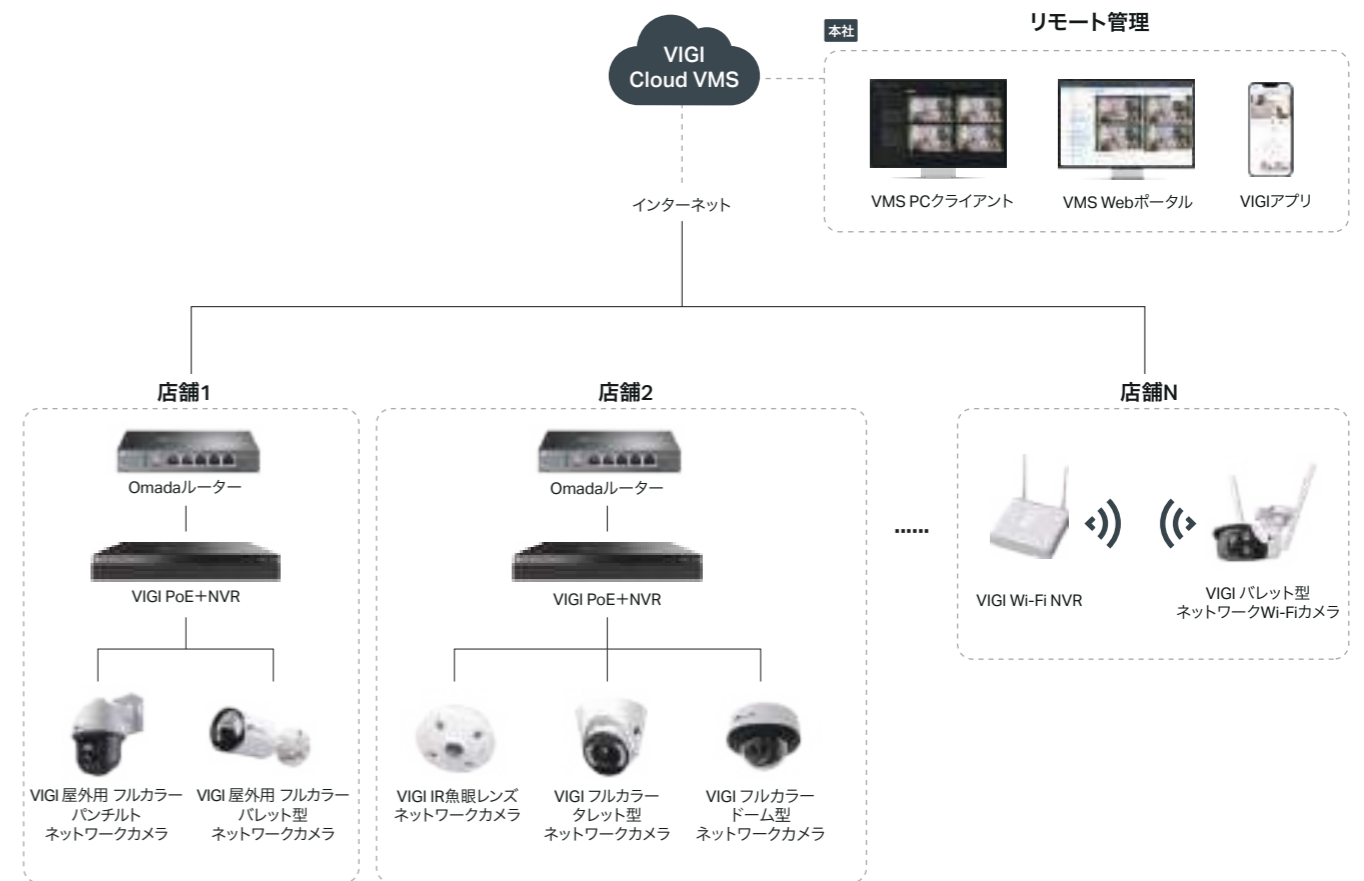 VIGI
Cloud VMS
本社
リモート管理
VMS PCクライアント
VMS Webポータル
VIGIアプリ
インターネット
店舗1
店舗2
店舗N
Omadaルーター
VIGI PoE+NVR
VIGI 屋外用 フルカラー
パンチルト
ネットワークカメラ
VIGI 屋外用 フルカラー
バレット型
ネットワークカメラ
Omadaルーター
VIGI PoE+NVR
VIGI IR魚眼レンズ
ネットワークカメラ
VIGI フルカラー
タレット型
ネットワークカメラ
VIGI フルカラー
ドーム型
ネットワークカメラ
......
VIGI Wi-Fi NVR
VIGI バレット型
ネットワークWi-Fiカメラ